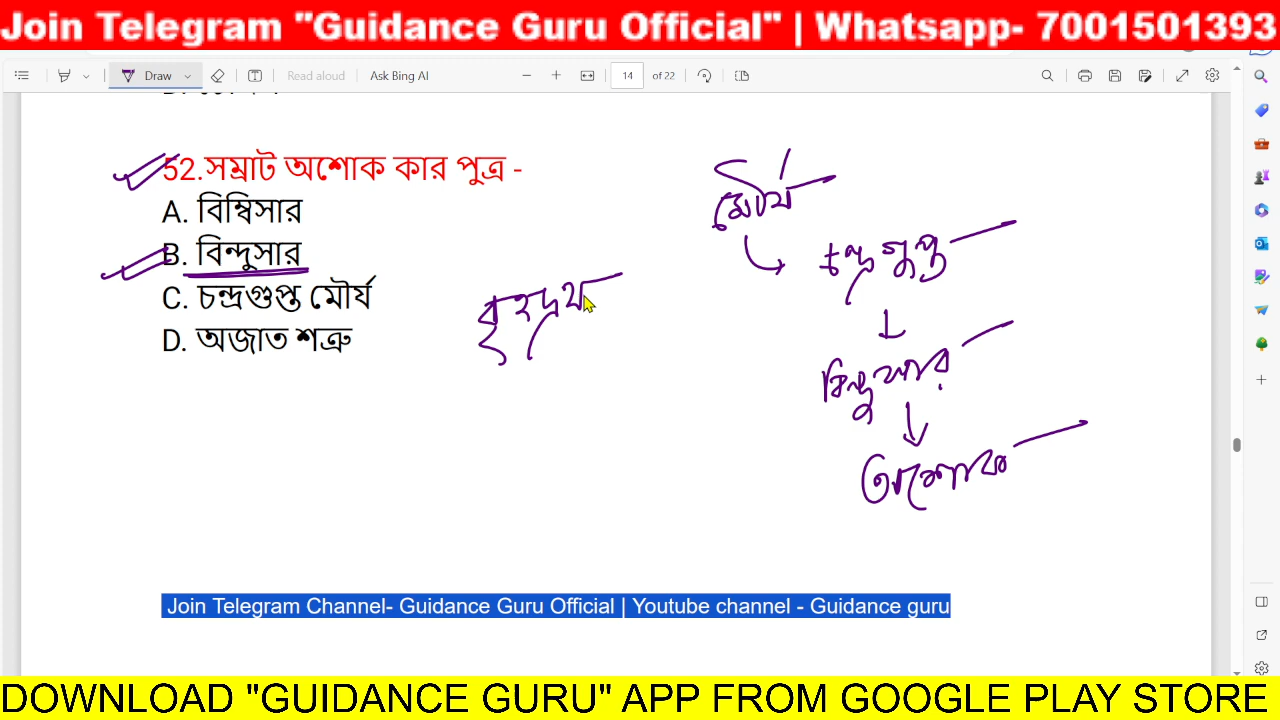 Join Telegram "Guidance Guru Official" | Whatsapp- 7001501393
Draw
Read aloud
Ask Bing AI
14 of 22
52.সম্রাট অশোক কার পুত্র -
A. বিম্বিসার
B. বিন্দুসার
C. চন্দ্রগুপ্ত মৌর্য
D. অজাত শত্রু
মৌর্য
চন্দ্রগুপ্ত
বৃহদ্রথ
বিন্দুসার
অশোক
Join Telegram Channel- Guidance Guru Official | Youtube channel - Guidance guru
DOWNLOAD "GUIDANCE GURU" APP FROM GOOGLE PLAY STORE